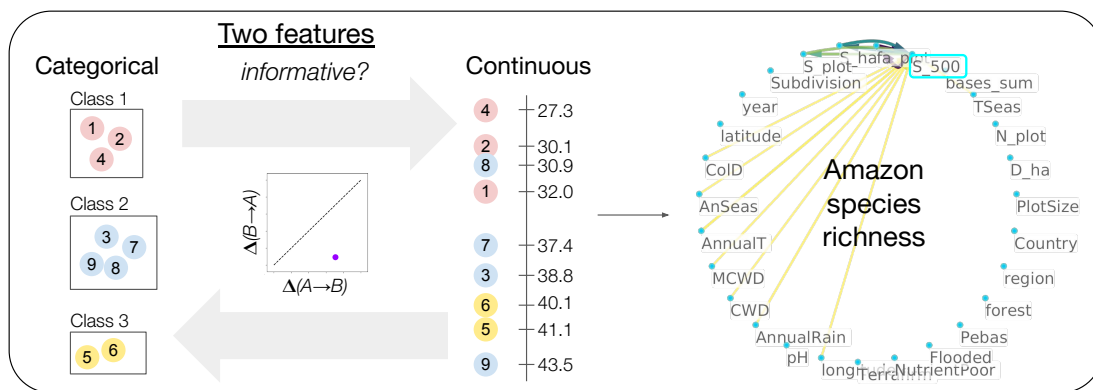 Two features
informative?
Categorical
Class 1
1
2
4
Class 2
3
7
9
8
Class 3
5
6
Δ(B→A)
Δ(A→B)
Continuous
4 27.3
2 30.1
8 30.9
1 32.0
7 37.4
3 38.8
6 40.1
5 41.1
9 43.5
Amazon
species
richness
S_500
bases_sum
TSeas
N_plot
D_ha
PlotSize
Country
region
forest
Pebas
Flooded
NutrientPoor
pH
AnnualRain
CWD
MCWD
AnnualT
AnSeas
ColD
latitude
year
Subdivision
S_plot